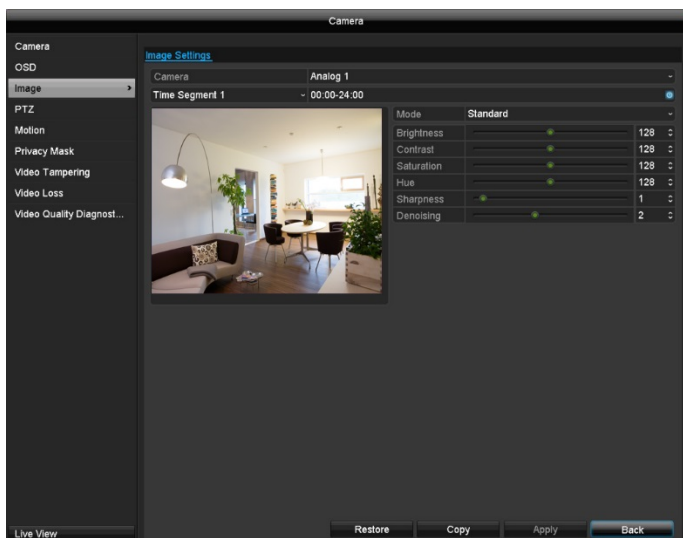 Camera
Camera
OSD
Image
PTZ
Motion
Privacy Mask
Video Tampering
Video Loss
Video Quality Diagnost...
Live View
Image Settings
Camera Analog 1
Time Segment 1 00:00-24:00
Mode Standard
Brightness 128
Contrast 128
Saturation 128
Hue 128
Sharpness 1
Denoising 2
Restore Copy Apply Back